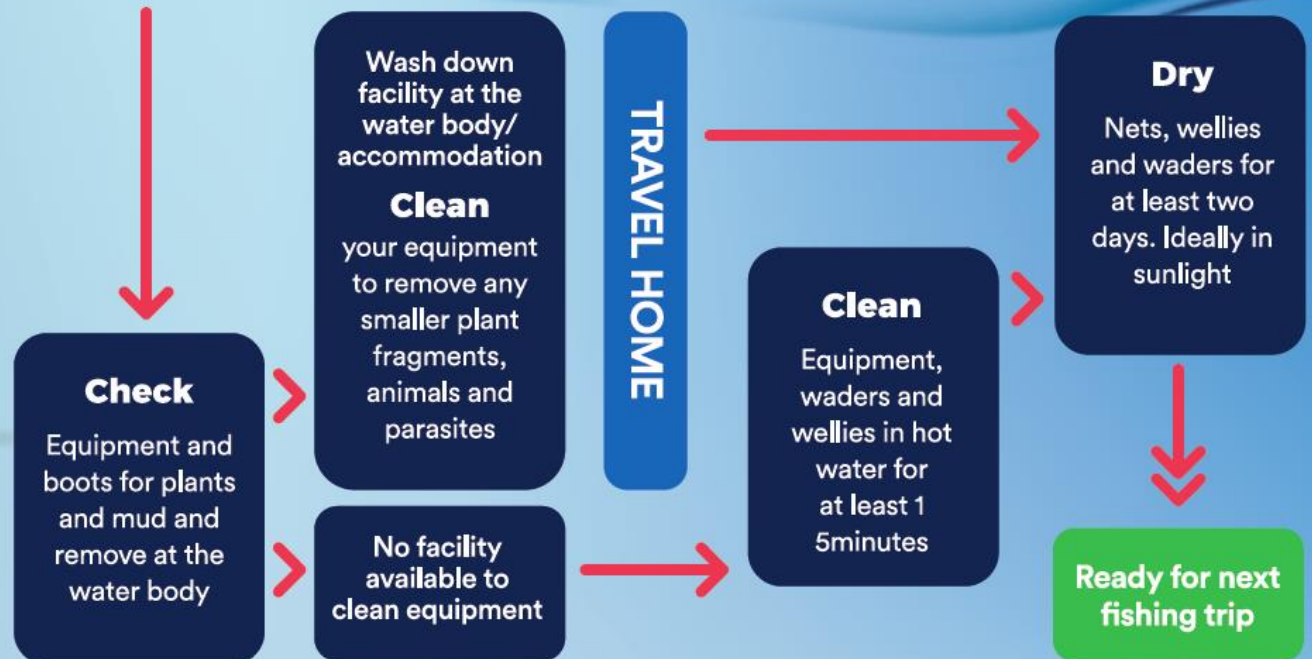 Check
Equipment and
boots for plants
and mud and
remove at the
water body
Wash down
facility at the
water body/
accommodation
Clean
your equipment
to remove any
smaller plant
fragments,
animals and
parasites
No facility
available to
clean equipment
TRAVEL HOME
Clean
Equipment,
waders and
wellies in hot
water for
at least 1
5minutes
Dry
Nets, wellies
and waders for
at least two
days. Ideally in
sunlight
Ready for next
fishing trip